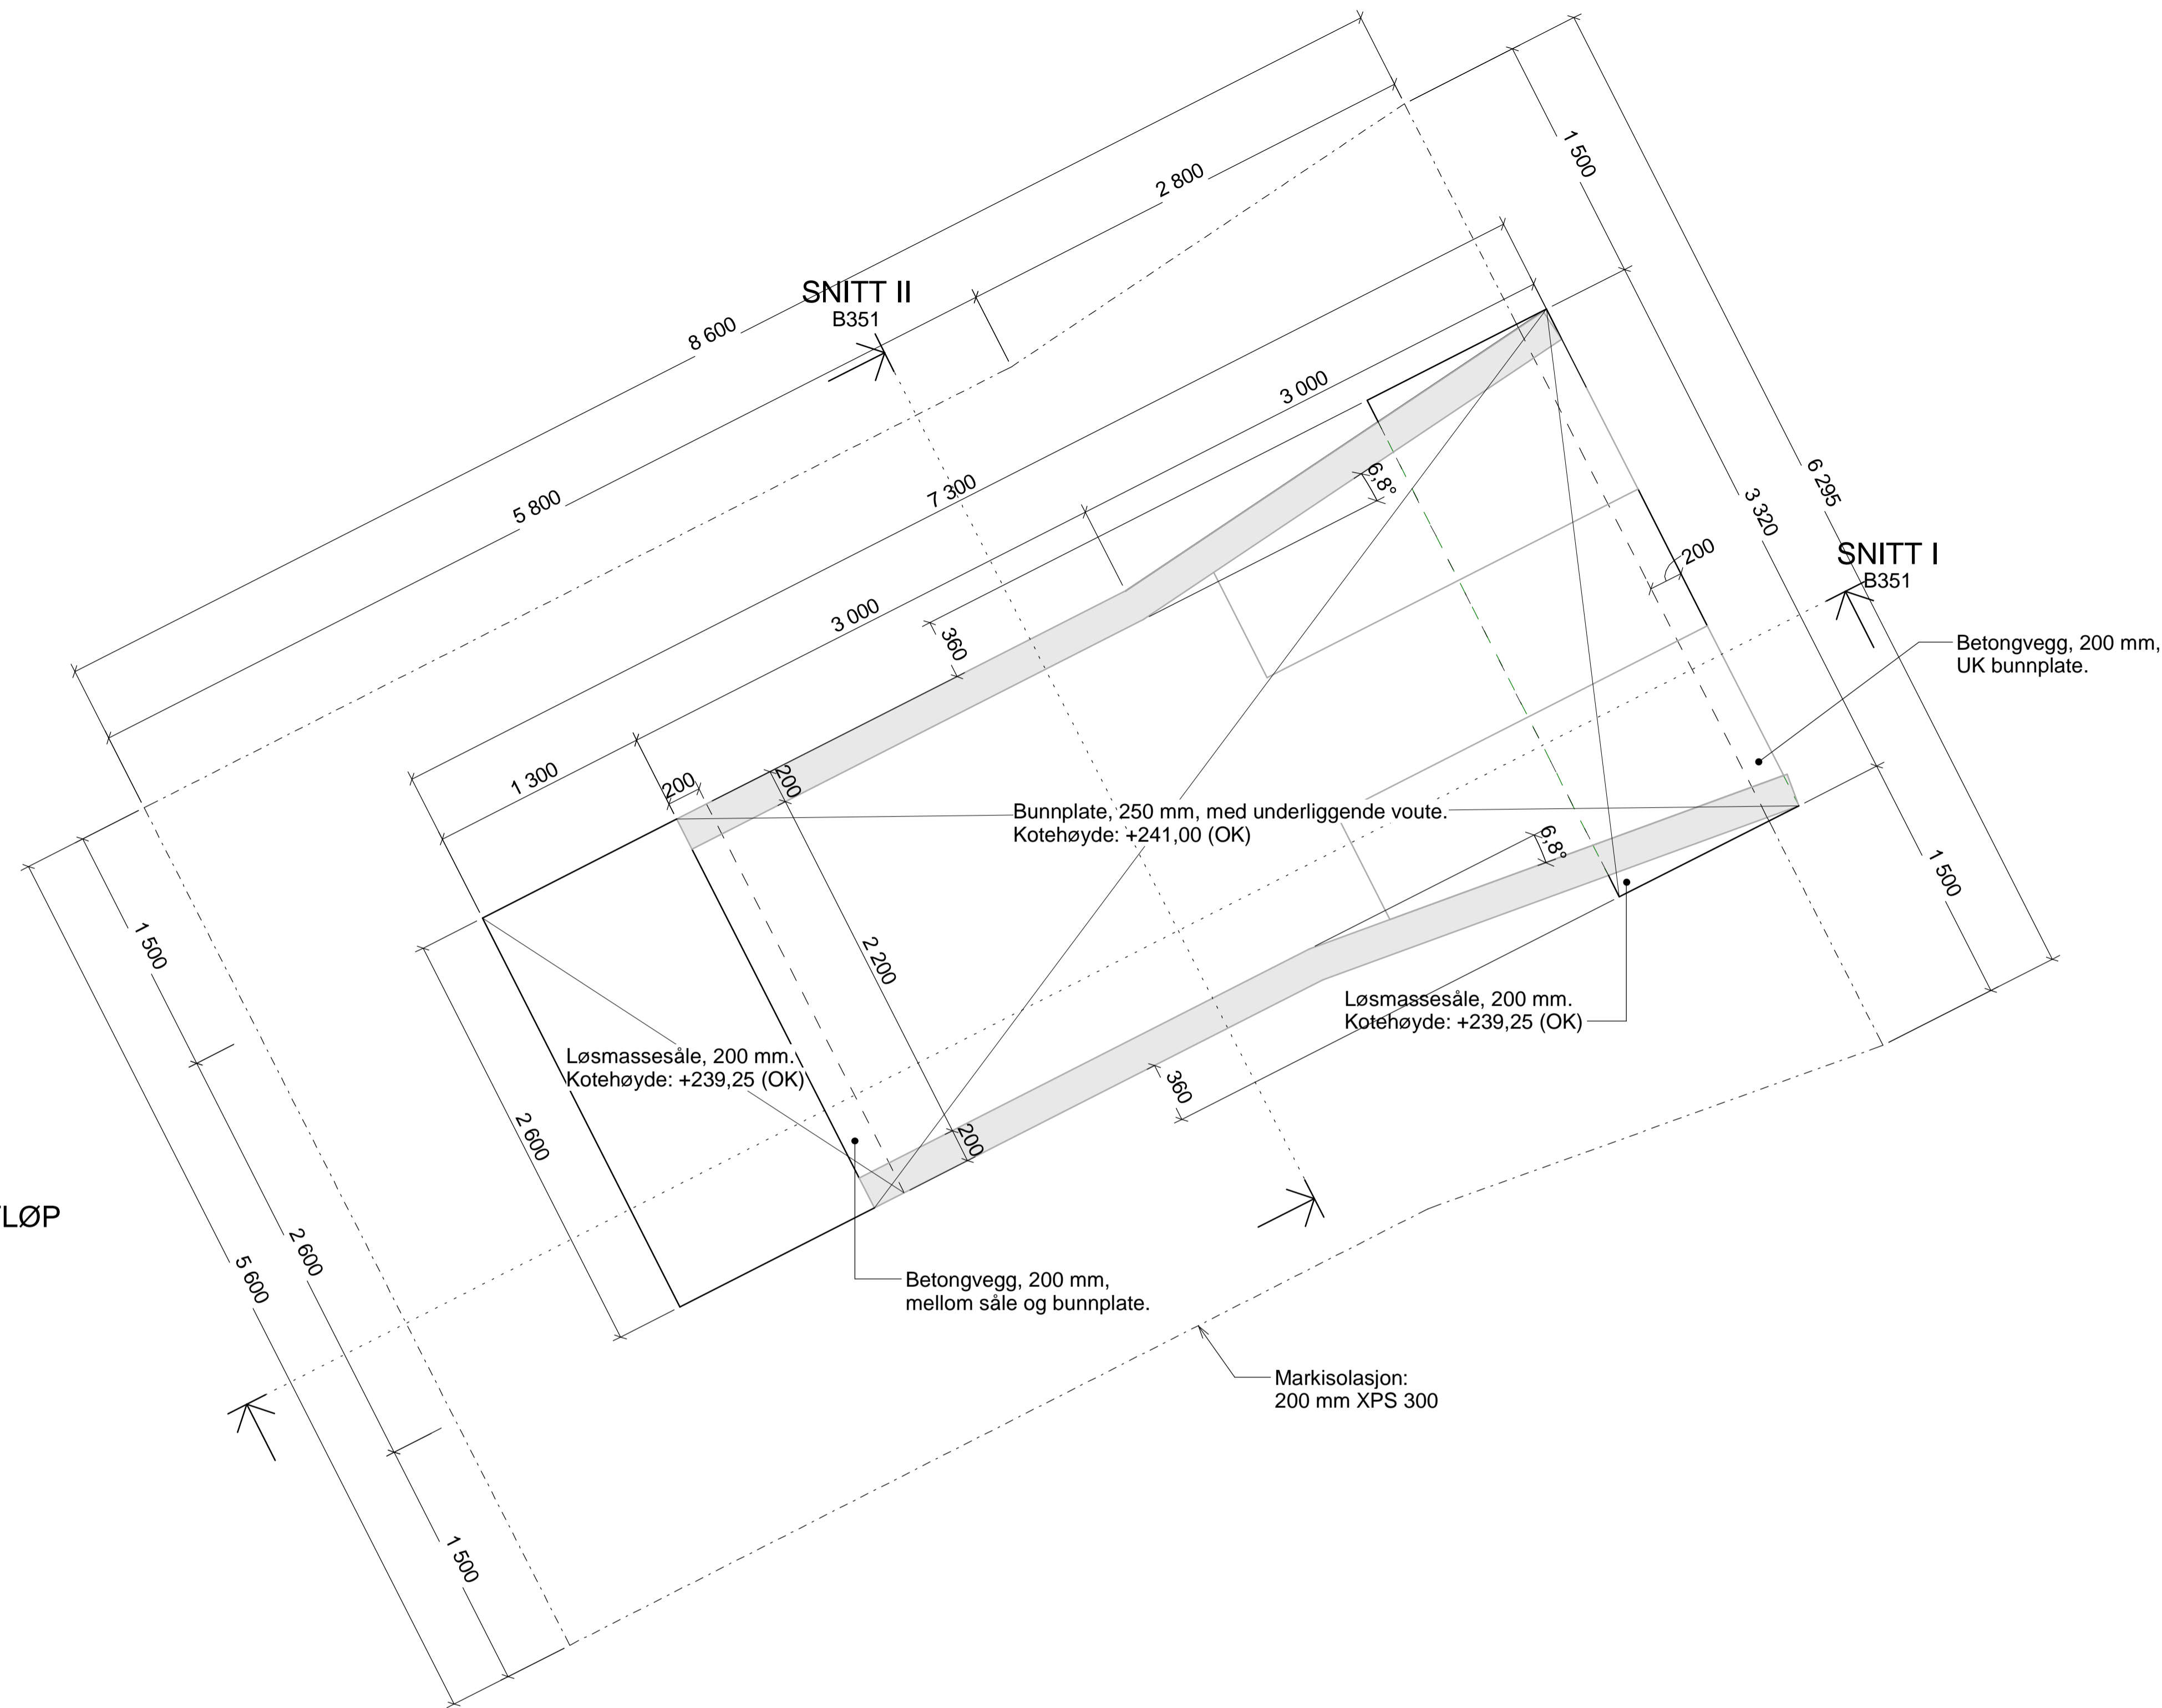 8 600
2 800
1 500
SNITT II
B351
5 800
3 000
7 300
6,8°
6 295
3 320
SNITT I
B351
200
3 000
360
Betongvegg, 200 mm,
UK bunnplate.
1 300
200
200
Bunnplate, 250 mm, med underliggende voute.
Kotehøyde: +241,00 (OK)
6,8°
1 500
1 500
2 200
Løsmassesåle, 200 mm.
Kotehøyde: +239,25 (OK)
Løsmassesåle, 200 mm.
Kotehøyde: +239,25 (OK)
360
2 600
200
LØP
2 600
5 600
Betongvegg, 200 mm,
mellom såle og bunnplate.
Markisolasjon:
200 mm XPS 300
1 500